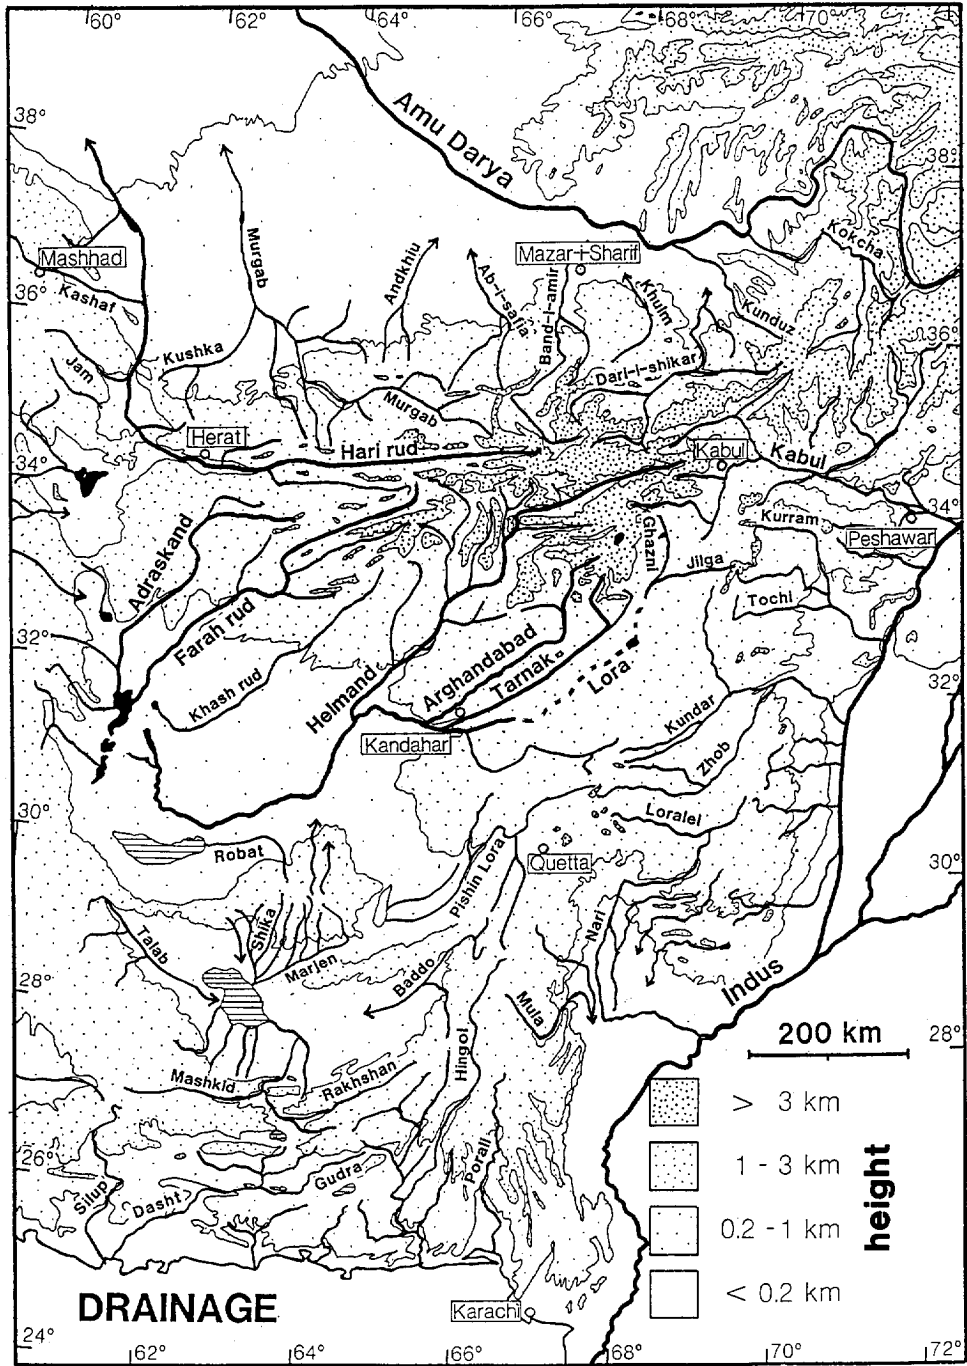 60° 62° 64° 66° 68° 70°
Amu Darya
38° 38°
Murgab
Andkhiu
Ab-i-safia
Band-i-amir
Mazar-i-Sharif
Khulm
Kokcha
Kunduz
Mashhad
Kashaf
36° 36°
Jam
Kushka
Dari-i-shikar
Murgab
Herat
Hari rud
Kabul
Kabul
34° 34°
Kurram
Peshawar
Ghazni
Jilga
Tochi
Adraskand
Farah rud
Khash rud
Helmand
Arghandabad
Tarnak
Lora
32° 32°
Kandahar
Kundar
Zhob
Loralei
30° 30°
Robat
Quetta
Pishin Lora
Shika
Nari
Talab
Marjen
Baddo
Mula
Indus
28° 28°
200 km
Hingol
Mashkid
Rakhshan
> 3 km
1 - 3 km
0.2 - 1 km
< 0.2 km
height
26°
Silup
Dasht
Gudra
Porali
DRAINAGE
Karachi
24°
62° 64° 66° 68° 70° 72°